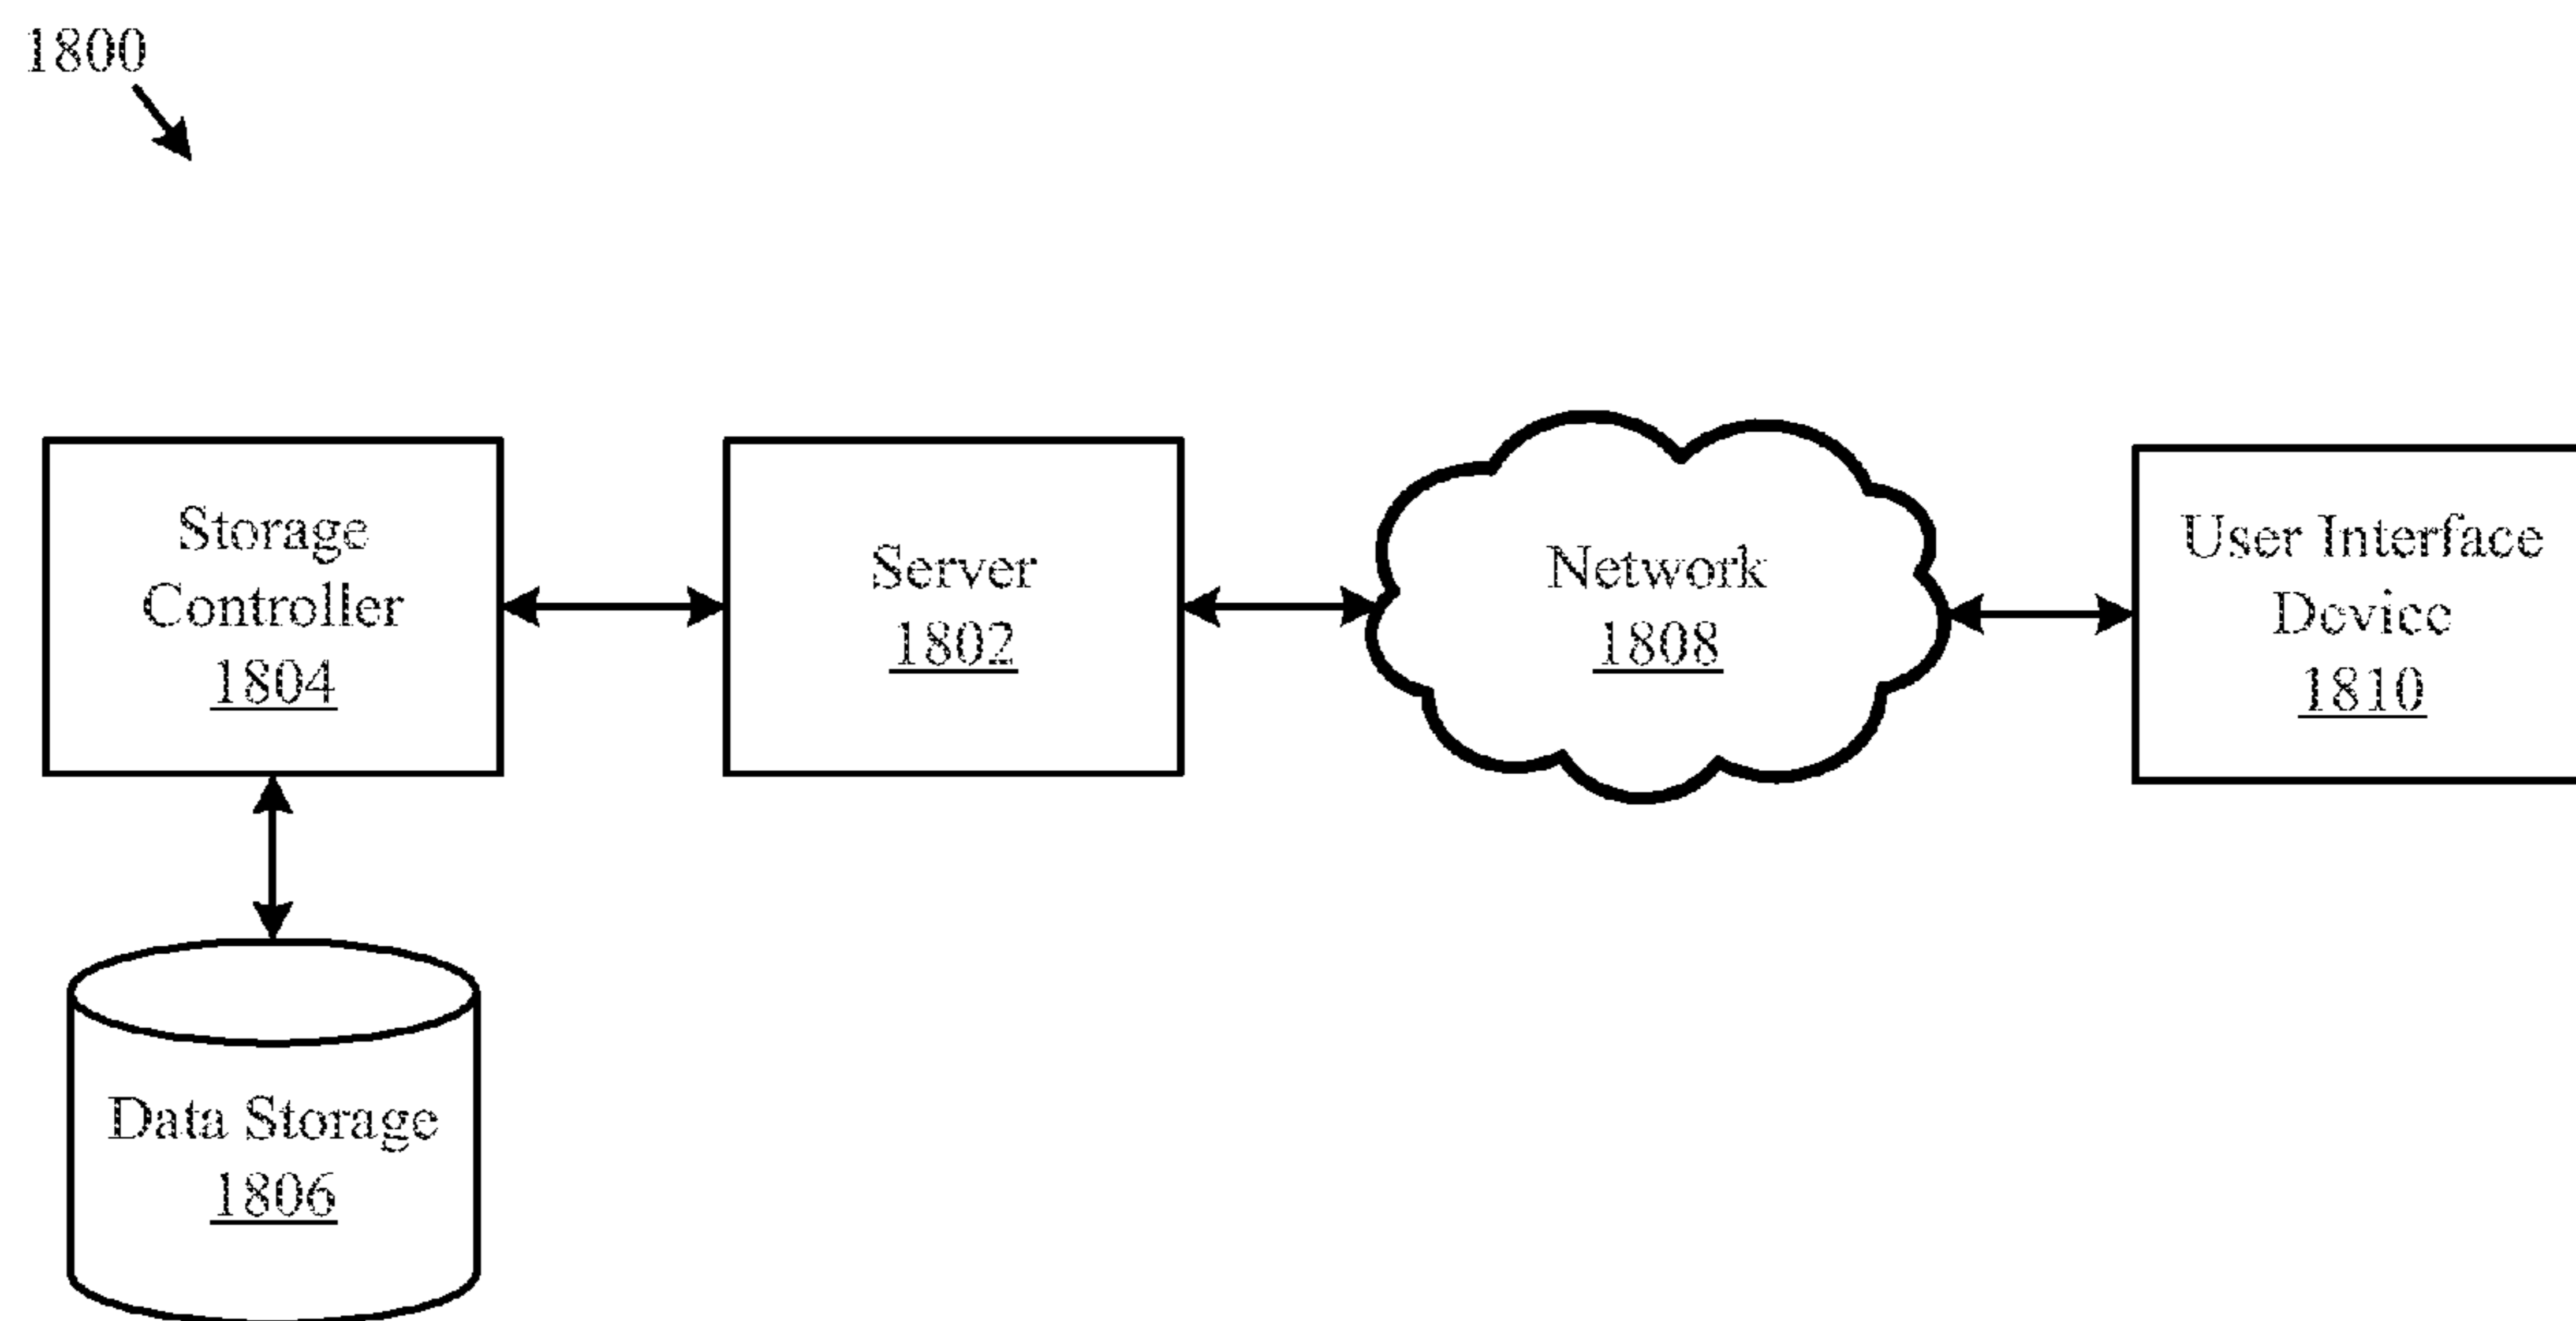 1800
Storage
Controller
1804
Server
1802
Network
1808
User Interface
Device
1810
Data Storage
1806